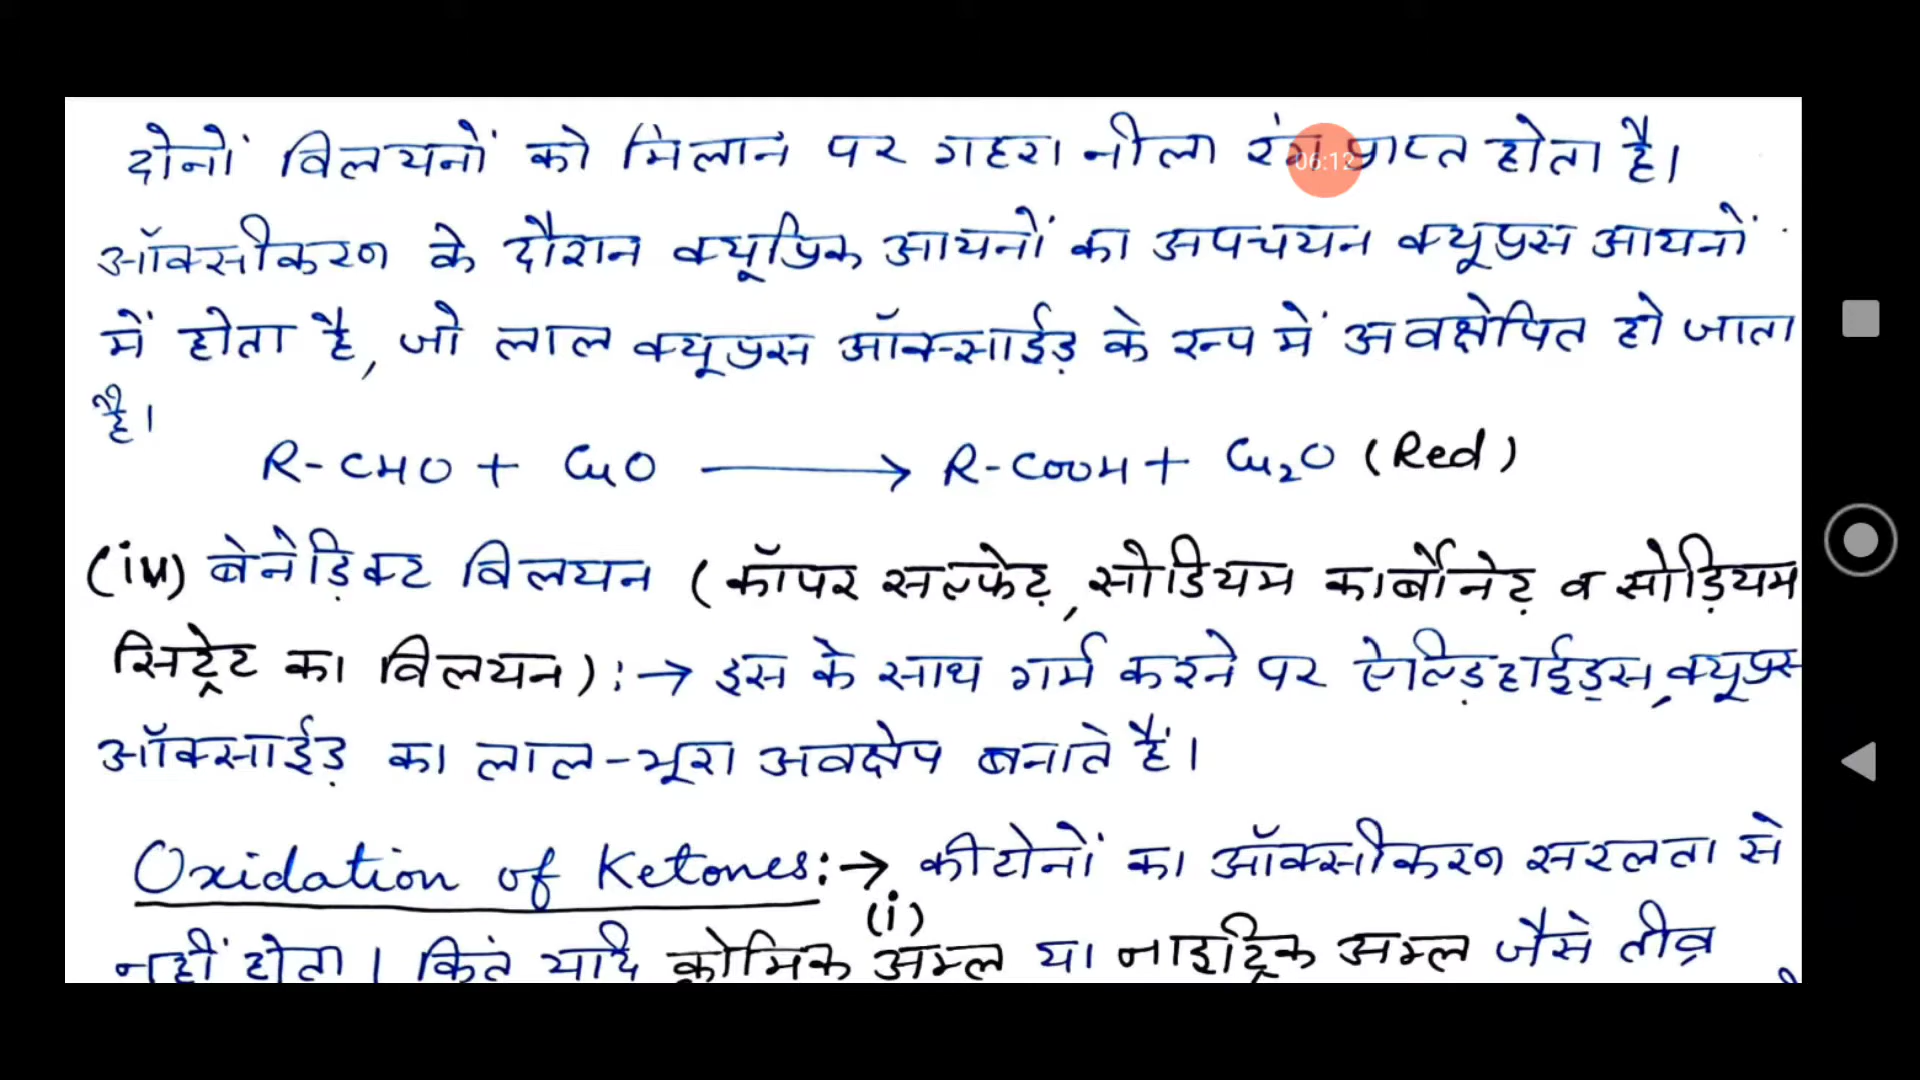 दोनों विलयनों को मिलान पर गहरा नीला रंग प्राप्त होता है।
06:12
ऑक्सीकरण के दौरान क्यूप्रिक आयनों का अपचयन क्यूप्रस आयनों
में होता है, जो लाल क्यूप्रस ऑक्साईड़ के रूप में अवक्षेपित हो जाता
है।
R-CHO + CuO ⟶ R-COOH + Cu₂O (Red)
(iv) बेनेड़िक्ट विलयन (कॉपर सल्फेट, सोडियम कार्बोनेट व सोड़ियम
सिट्रेट का विलयन) :→ इस के साथ गर्म करने पर ऐल्ड़िहाईड्स, क्यूप्रस
ऑक्साईड़ का लाल-भूरा अवक्षेप बनाते हैं।
Oxidation of Ketones :→ कीटोनों का ऑक्सीकरण सरलता से
(i)
नहीं होता। किंतु यदि क्रोमिक अम्ल या नाइट्रिक अम्ल जैसे तीव्र